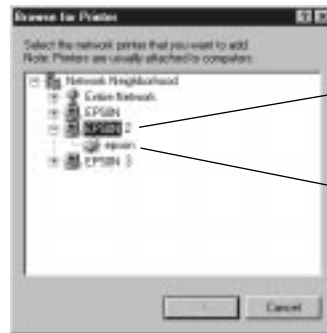 Browse for Printer
Select the network printer that you want to add.
Note: Printers are usually attached to computers.
Network Neighborhood
Entire Network
EPSON
EPSON 2
epson
EPSON 3
Cancel